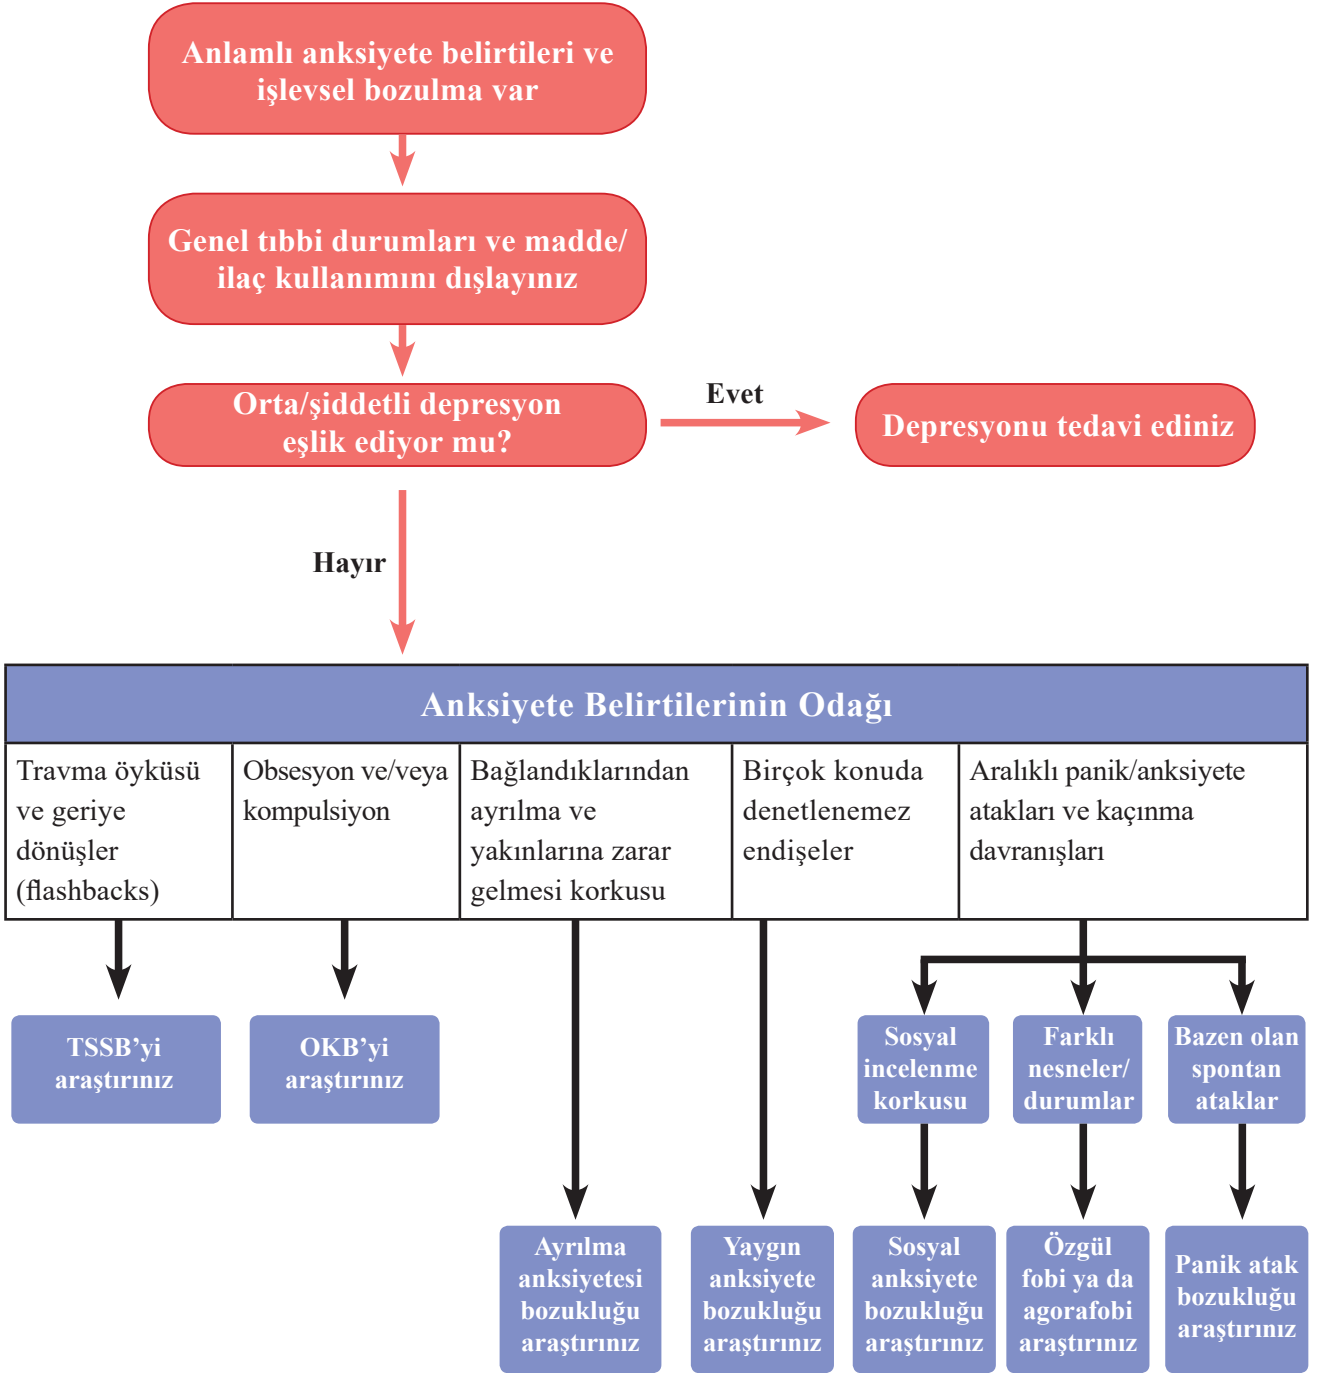 Anlamlı anksiyete belirtileri ve
işlevsel bozulma var
Genel tıbbi durumları ve madde/
ilaç kullanımını dışlayınız
Orta/şiddetli depresyon
eşlik ediyor mu?
Evet
Depresyonu tedavi ediniz
Hayır
Anksiyete Belirtilerinin Odağı
Travma öyküsü
ve geriye
dönüşler
(flashbacks)
Obsesyon ve/veya
kompulsiyon
Bağlandıklarından
ayrılma ve
yakınlarına zarar
gelmesi korkusu
Birçok konuda
denetlenemez
endişeler
Aralıklı panik/anksiyete
atakları ve kaçınma
davranışları
TSSB’yi
araştırınız
OKB’yi
araştırınız
Sosyal
incelenme
korkusu
Farklı
nesneler/
durumlar
Bazen olan
spontan
ataklar
Ayrılma
anksiyetesi
bozukluğu
araştırınız
Yaygın
anksiyete
bozukluğu
araştırınız
Sosyal
anksiyete
bozukluğu
araştırınız
Özgül
fobi ya da
agorafobi
araştırınız
Panik atak
bozukluğu
araştırınız